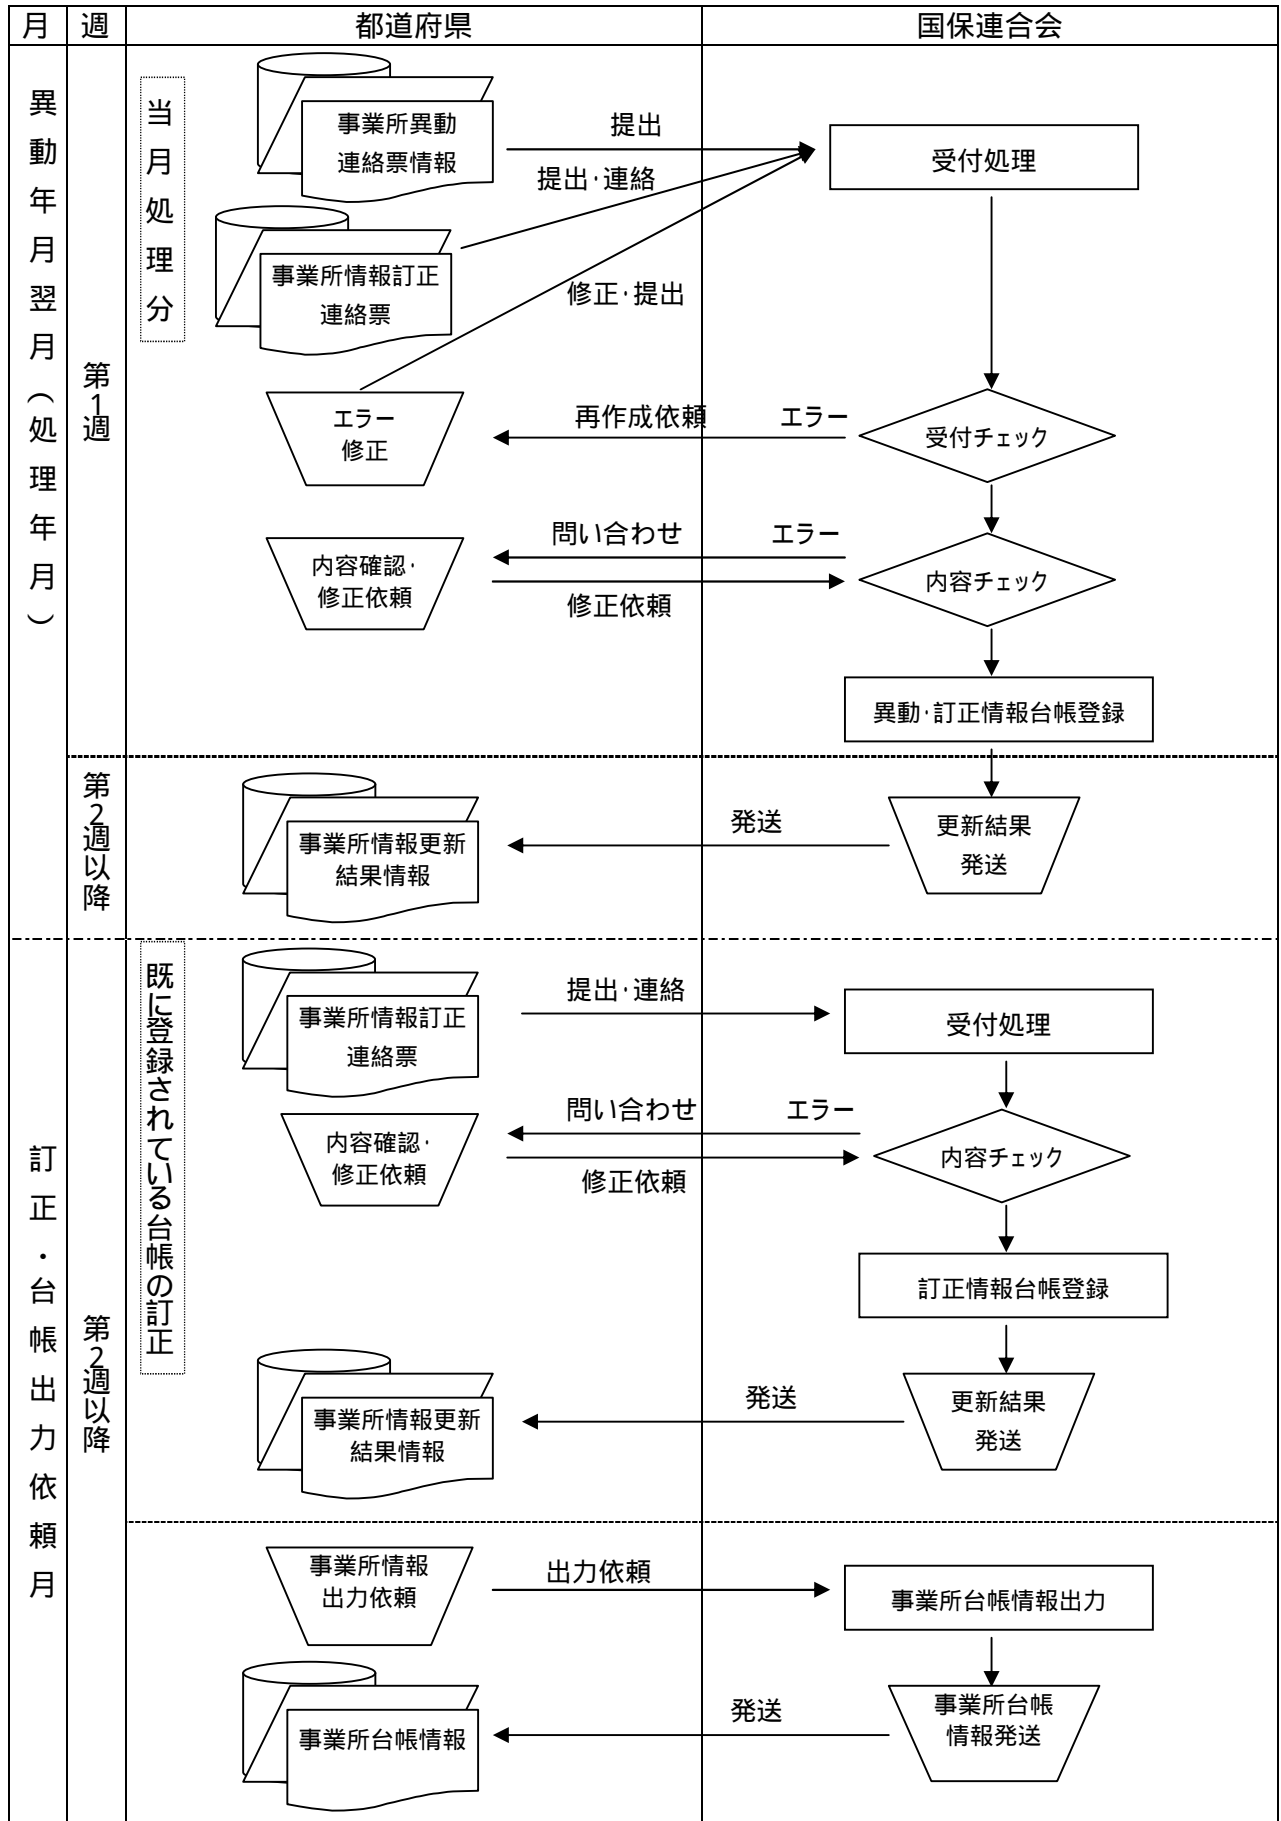 月
週
都道府県
国保連合会
異動年月翌月（処理年月）
第1週
当月処理分
事業所異動
連絡票情報
提出
受付処理
提出・連絡
事業所情報訂正
連絡票
修正・提出
エラー
修正
再作成依頼
エラー
受付チェック
問い合わせ
エラー
内容確認・
修正依頼
修正依頼
内容チェック
異動・訂正情報台帳登録
第2週以降
事業所情報更新
結果情報
発送
更新結果
発送
訂正・台帳出力依頼月
第2週以降
既に登録されている台帳の訂正
事業所情報訂正
連絡票
提出・連絡
受付処理
問い合わせ
エラー
内容確認・
修正依頼
修正依頼
内容チェック
訂正情報台帳登録
事業所情報更新
結果情報
発送
更新結果
発送
事業所情報
出力依頼
出力依頼
事業所台帳情報出力
事業所台帳情報
発送
事業所台帳
情報発送